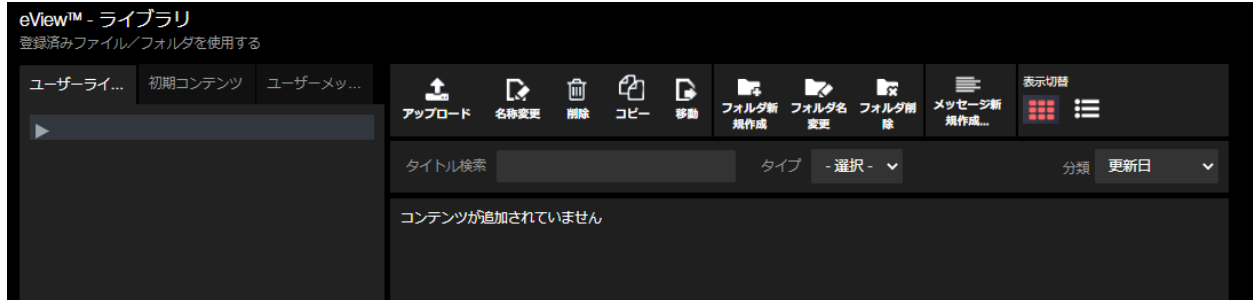 eView™ - ライブラリ
登録済みファイル／フォルダを使用する
ユーザーライ... 初期コンテンツ ユーザーメッ...
アップロード 名称変更 削除 コピー 移動 フォルダ新 フォルダ名 フォルダ削 メッセージ新 表示切替
規作成 変更 除 規作成...
タイトル検索 タイプ - 選択 - 分類 更新日
コンテンツが追加されていません